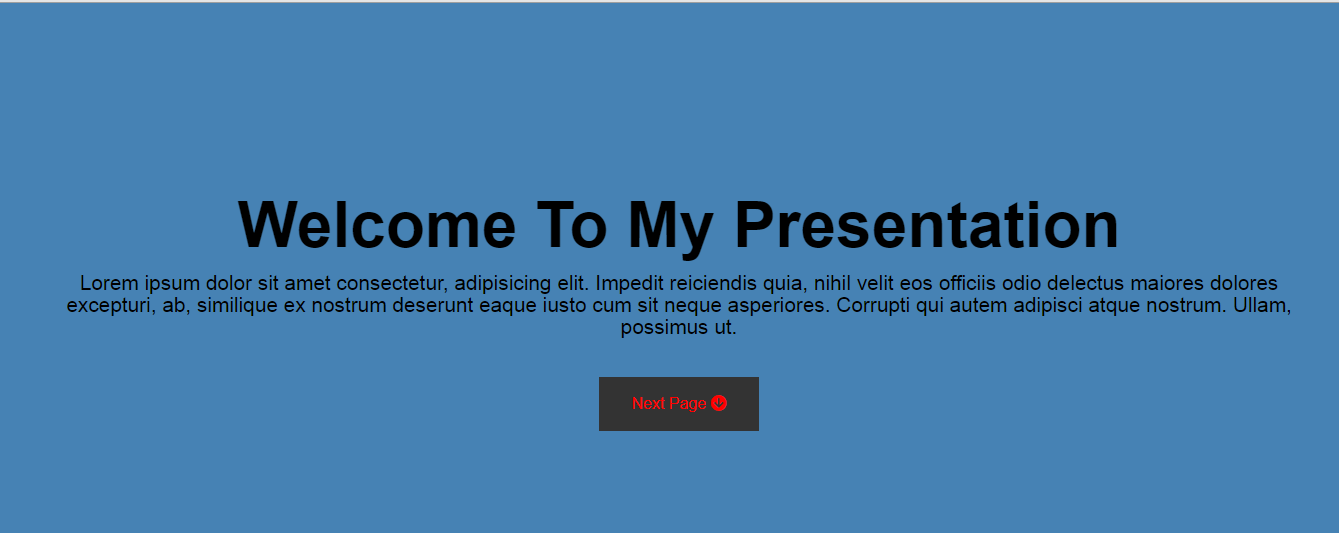 Welcome To My Presentation
Lorem ipsum dolor sit amet consectetur, adipisicing elit. Impedit reiciendis quia, nihil velit eos officiis odio delectus maiores dolores
excepturi, ab, similique ex nostrum deserunt eaque iusto cum sit neque asperiores. Corrupti qui autem adipisci atque nostrum. Ullam,
possimus ut.
Next Page